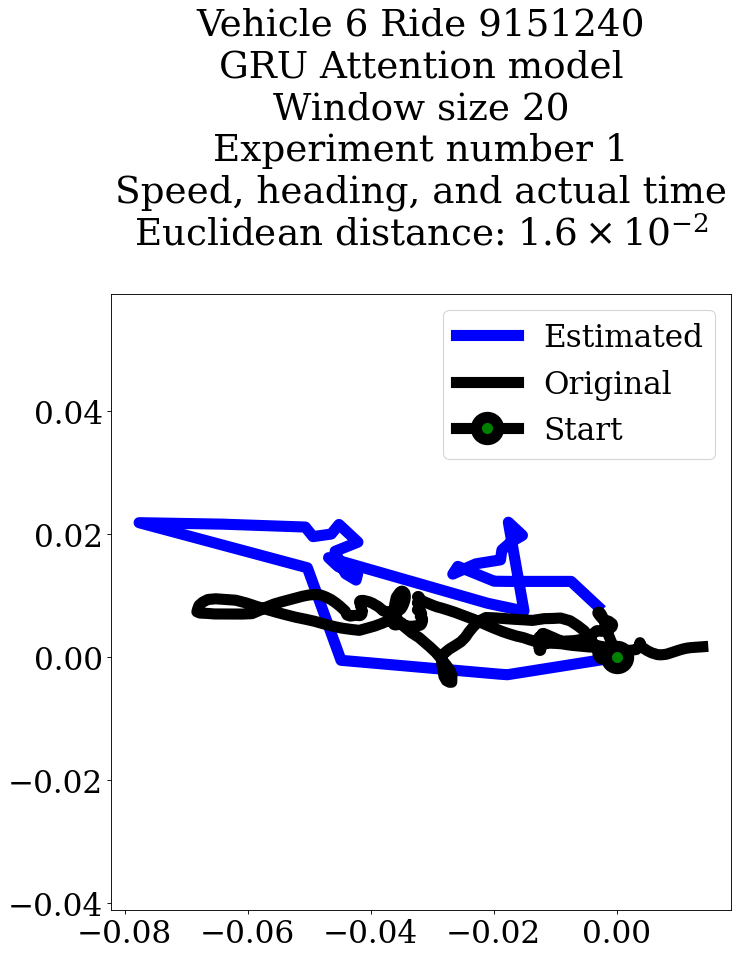 Vehicle 6 Ride 9151240
GRU Attention model
Window size 20
Experiment number 1
Speed, heading, and actual time
Euclidean distance: 1.6 × 10⁻²
Estimated
Original
Start
0.04
0.02
0.00
−0.02
−0.04
−0.08
−0.06
−0.04
−0.02
0.00